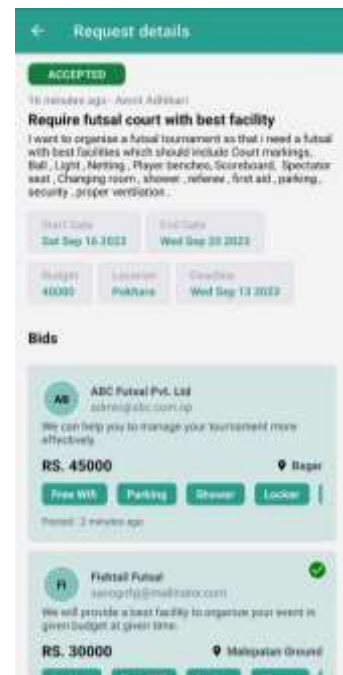 Request details
ACCEPTED
16 minutes ago - Amrit Adhikari
Require futsal court with best facility
I want to organise a futsal tournament so that i need a futsal
with best facilities which should include Court markings,
Ball , Light , Netting , Player benches, Scoreboard, Spectator
seat , Changing room , shower , referee , first aid , parking ,
security , proper ventilation .
Start Date
End Date
Sat Sep 16 2023
Wed Sep 20 2023
Budget
Location
Deadline
40000
Pokhara
Wed Sep 13 2023
Bids
AB
ABC Futsal Pvt. Ltd
We can help you to manage your tournament more
effectively.
RS. 45000
Bagar
Free Wifi
Parking
Shower
Locker
Posted: 2 minutes ago
FI
Fishtail Futsal
We will provide a best facility to organize your event in
given budget at given time.
RS. 30000
Malepatan Ground